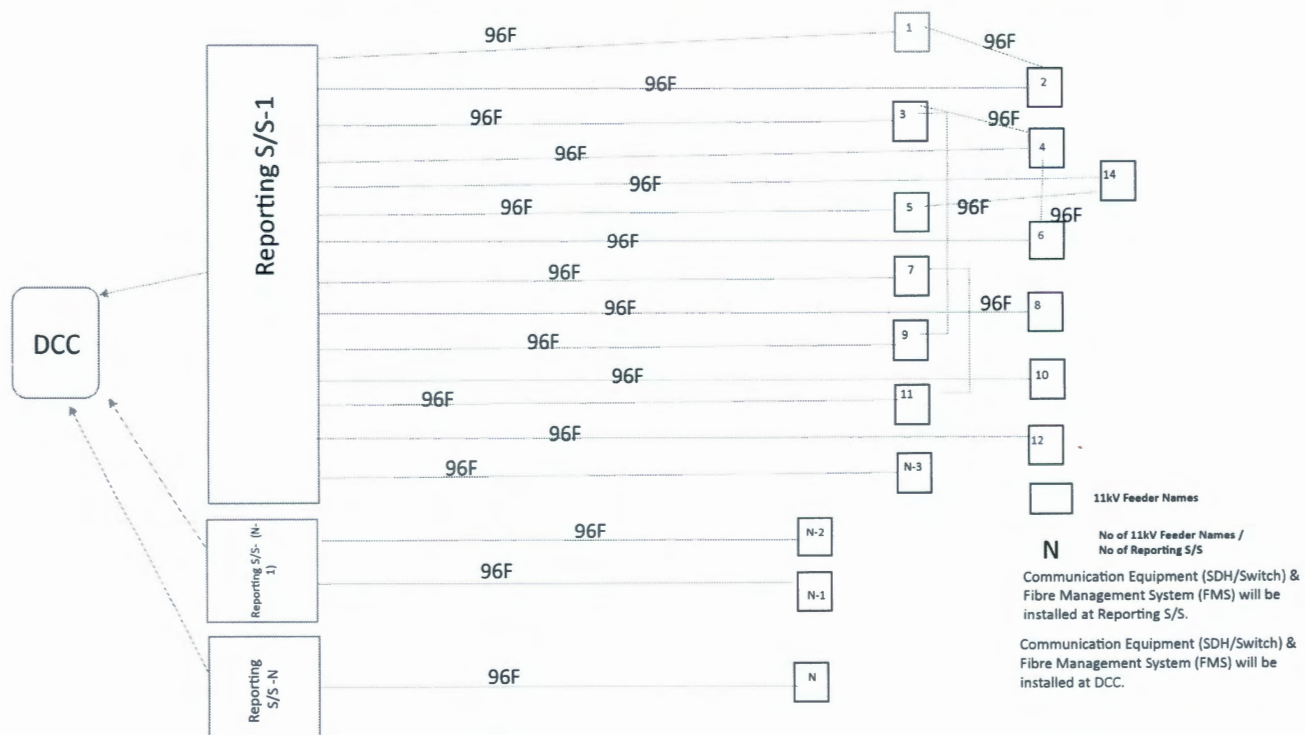 96F
1
96F
96F
2
96F
3
96F
96F
4
96F
14
96F
5
96F
96F
96F
6
96F
7
96F
96F
8
96F
9
96F
10
96F
11
96F
12
96F
N-3
Reporting S/S-1
DCC
Reporting S/S- (N-
1)
96F
N-2
96F
N-1
Reporting
S/S -N
96F
N
11kV Feeder Names
N
No of 11kV Feeder Names /
No of Reporting S/S
Communication Equipment (SDH/Switch) &
Fibre Management System (FMS) will be
installed at Reporting S/S.
Communication Equipment (SDH/Switch) &
Fibre Management System (FMS) will be
installed at DCC.